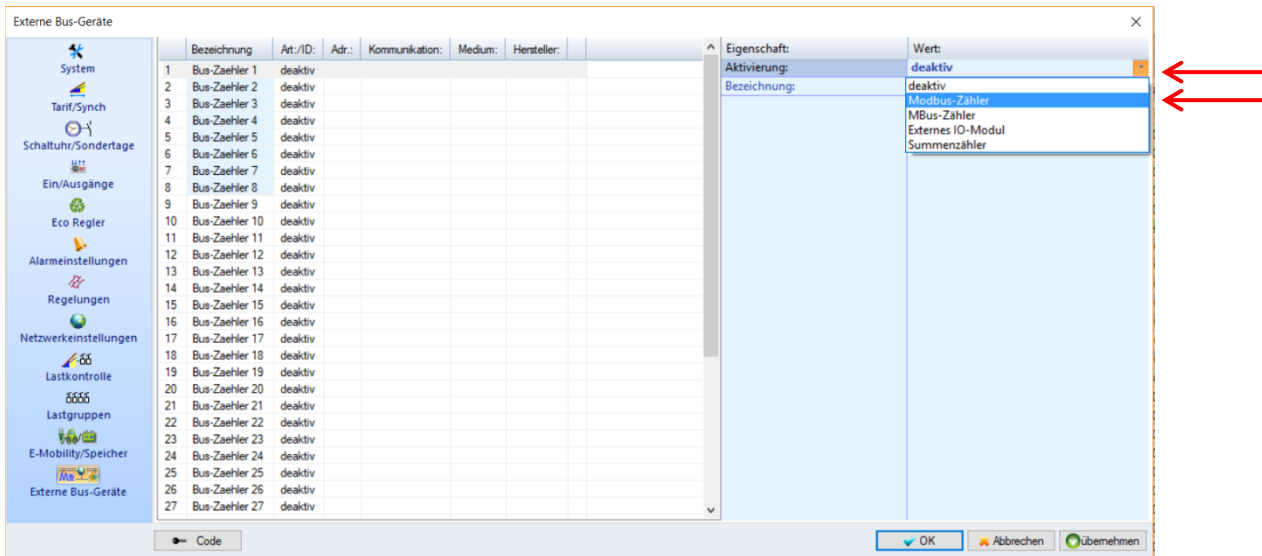 Externe Bus-Geräte
System
Tarif/Synch
Schaltuhr/Sondertage
Ein/Ausgänge
Eco Regler
Alarmeinstellungen
Regelungen
Netzwerkeinstellungen
Lastkontrolle
Lastgruppen
E-Mobility/Speicher
Externe Bus-Geräte
Bezeichnung Art:/ID: Adr.: Kommunikation: Medium: Hersteller:
1 Bus-Zaehler 1 deaktiv
2 Bus-Zaehler 2 deaktiv
3 Bus-Zaehler 3 deaktiv
4 Bus-Zaehler 4 deaktiv
5 Bus-Zaehler 5 deaktiv
6 Bus-Zaehler 6 deaktiv
7 Bus-Zaehler 7 deaktiv
8 Bus-Zaehler 8 deaktiv
9 Bus-Zaehler 9 deaktiv
10 Bus-Zaehler 10 deaktiv
11 Bus-Zaehler 11 deaktiv
12 Bus-Zaehler 12 deaktiv
13 Bus-Zaehler 13 deaktiv
14 Bus-Zaehler 14 deaktiv
15 Bus-Zaehler 15 deaktiv
16 Bus-Zaehler 16 deaktiv
17 Bus-Zaehler 17 deaktiv
18 Bus-Zaehler 18 deaktiv
19 Bus-Zaehler 19 deaktiv
20 Bus-Zaehler 20 deaktiv
21 Bus-Zaehler 21 deaktiv
22 Bus-Zaehler 22 deaktiv
23 Bus-Zaehler 23 deaktiv
24 Bus-Zaehler 24 deaktiv
25 Bus-Zaehler 25 deaktiv
26 Bus-Zaehler 26 deaktiv
27 Bus-Zaehler 27 deaktiv
Eigenschaft: Wert:
Aktivierung: deaktiv
Bezeichnung: deaktiv
Modbus-Zähler
MBus-Zähler
Externes IO-Modul
Summenzähler
Code OK Abbrechen übernehmen